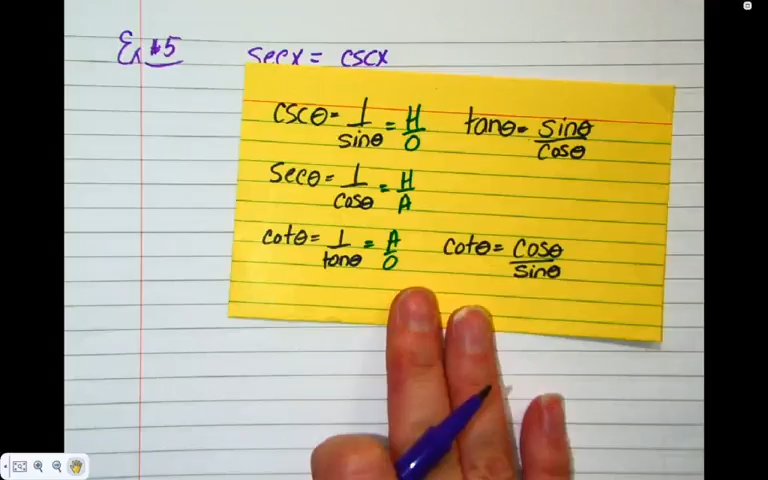 Ex #5 secx = cscx
cscθ = 1/sinθ = H/O tanθ = sinθ/cosθ
secθ = 1/cosθ = H/A
cotθ = 1/tanθ = A/O cotθ = cosθ/sinθ